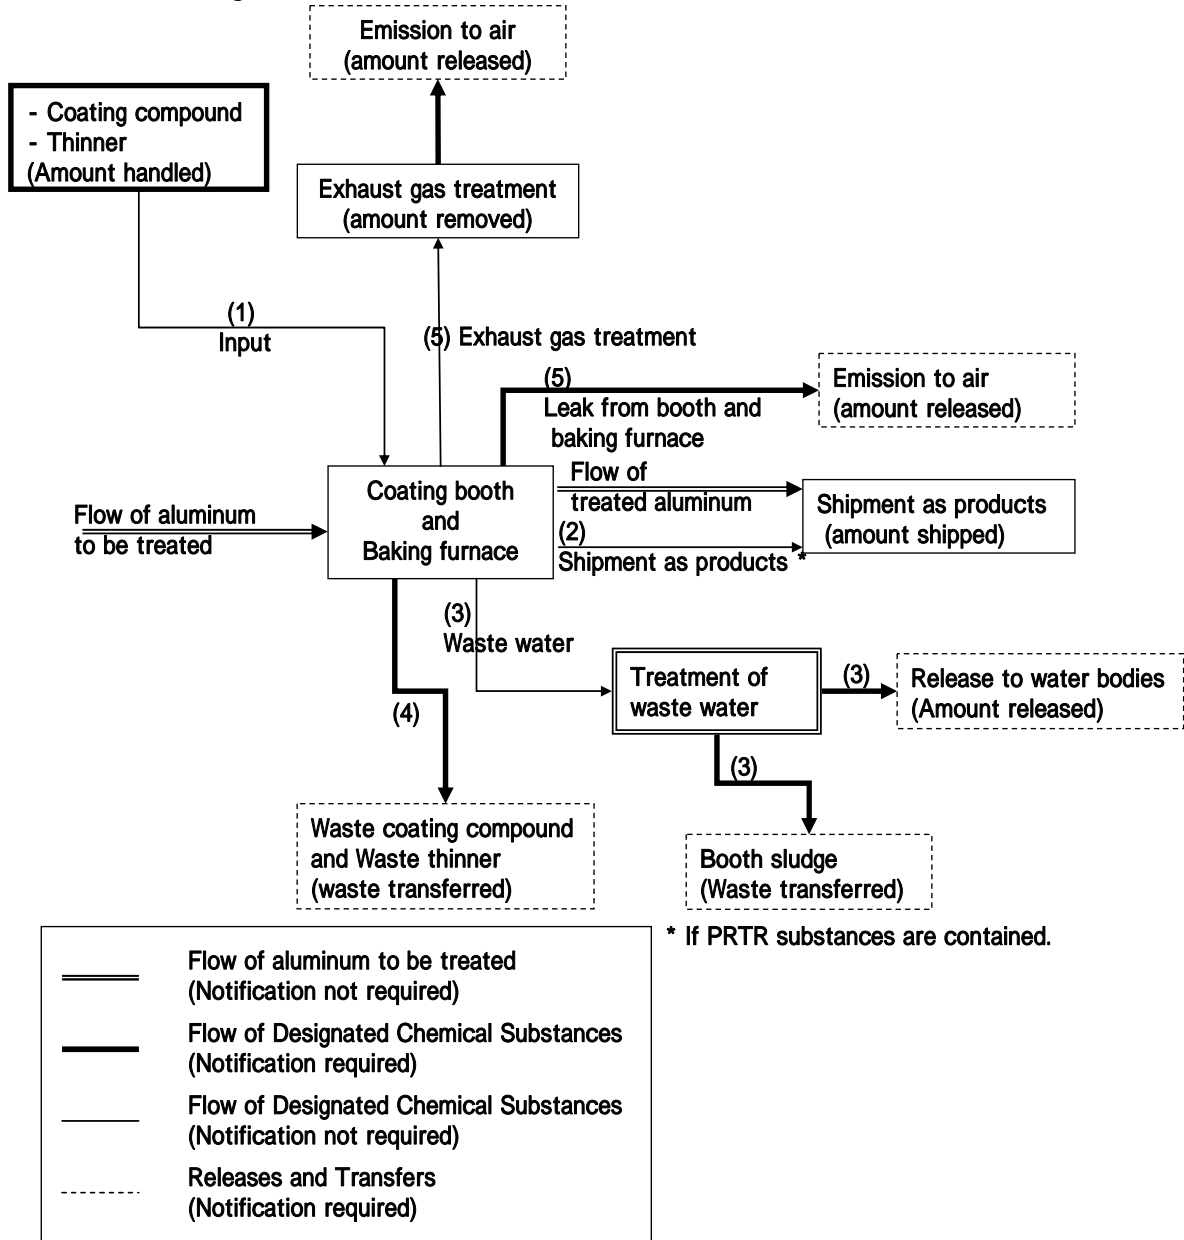 Emission to air
(amount released)
- Coating compound
- Thinner
(Amount handled)
Exhaust gas treatment
(amount removed)
(1)
Input
(5) Exhaust gas treatment
(5)
Leak from booth and
baking furnace
Emission to air
(amount released)
Flow of aluminum
to be treated
Coating booth
and
Baking furnace
Flow of
treated aluminum
(2)
Shipment as products *
Shipment as products
(amount shipped)
(3)
Waste water
(4)
Treatment of
waste water
(3)
Release to water bodies
(Amount released)
(3)
Waste coating compound
and Waste thinner
(waste transferred)
Booth sludge
(Waste transferred)
* If PRTR substances are contained.
Flow of aluminum to be treated
(Notification not required)
Flow of Designated Chemical Substances
(Notification required)
Flow of Designated Chemical Substances
(Notification not required)
Releases and Transfers
(Notification required)